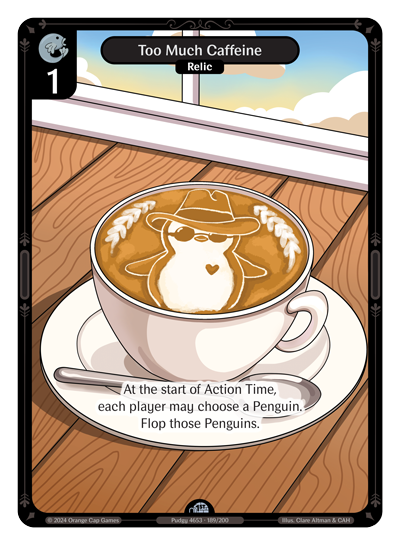 Too Much Caffeine
Relic
1
At the start of Action Time,
each player may choose a Penguin.
Flop those Penguins.
© 2024 Orange Cap Games
Pudgy 4653 · 189/200
Illus. Clare Altman & CAH